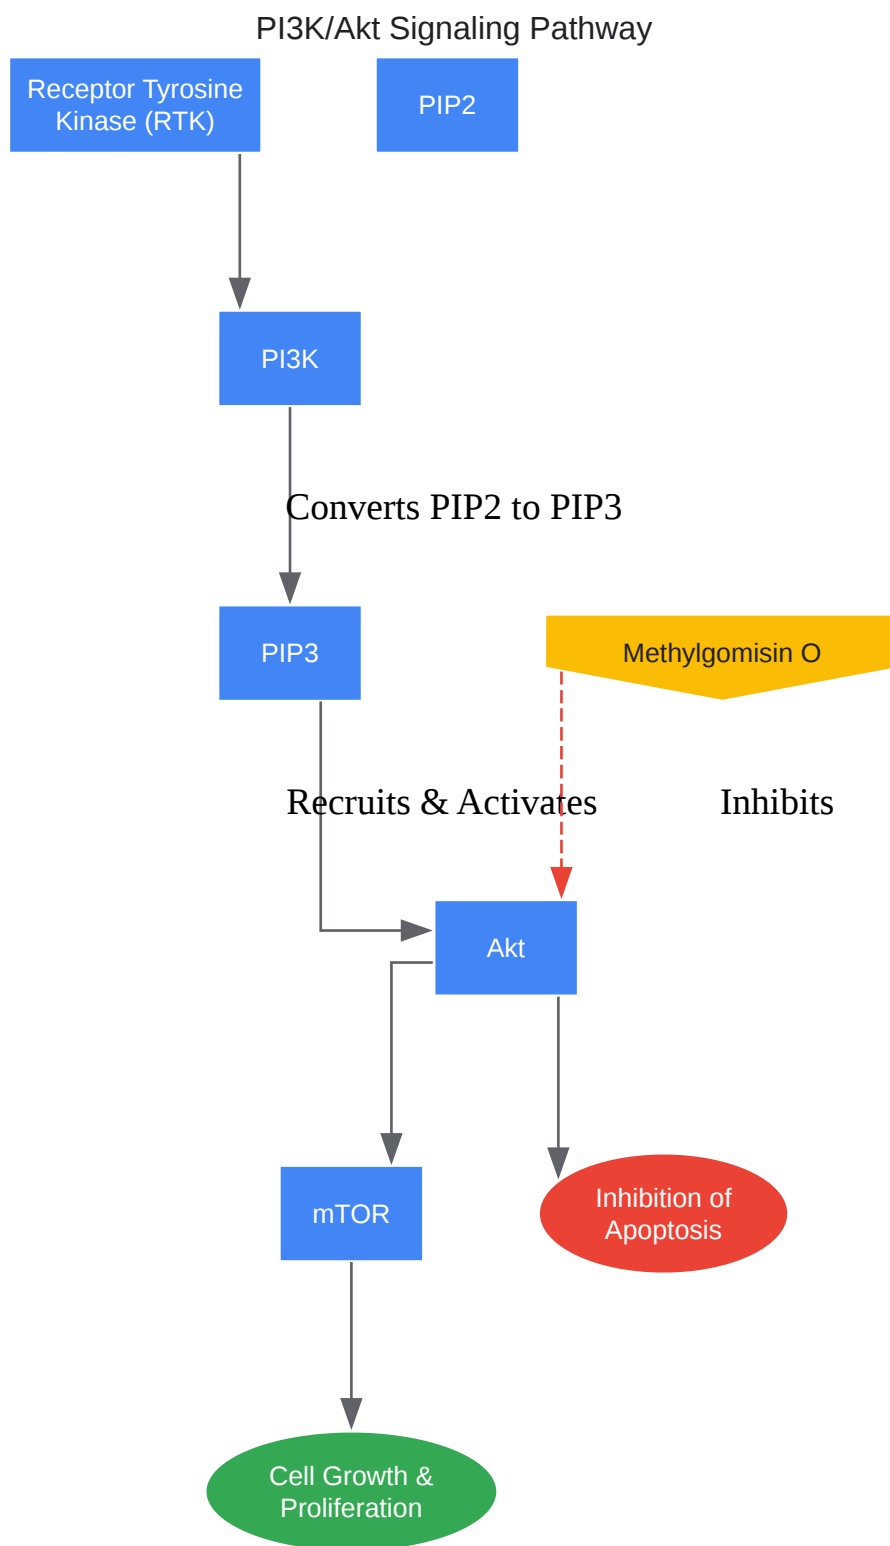 PI3K/Akt Signaling Pathway
Receptor Tyrosine
Kinase (RTK)
PIP2
PI3K
Converts PIP2 to PIP3
PIP3
Methylgomisin O
Recruits & Activates
Inhibits
Akt
mTOR
Inhibition of
Apoptosis
Cell Growth &
Proliferation